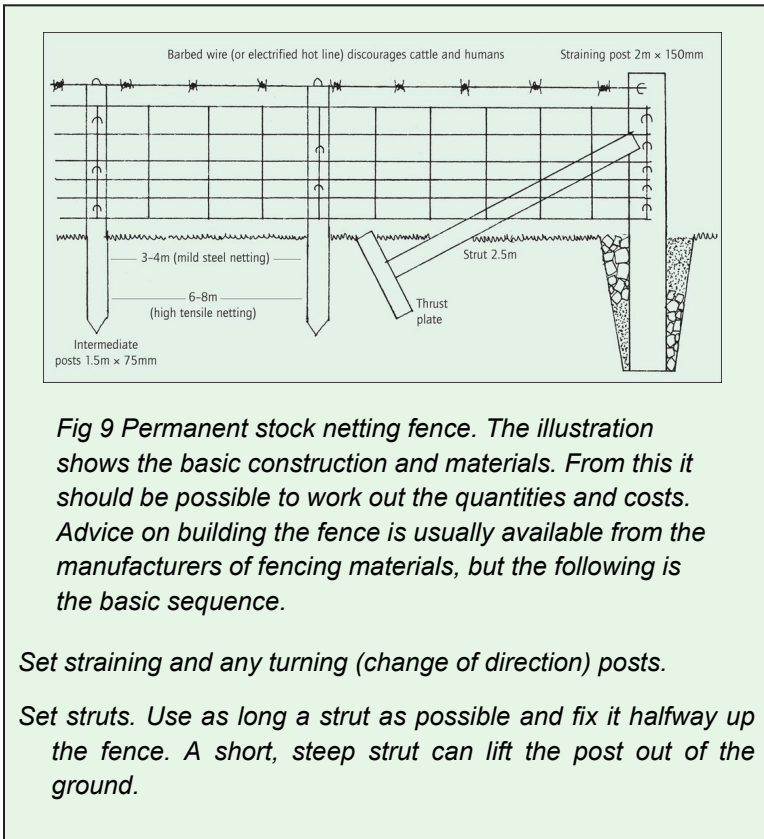 Barbed wire (or electrified hot line) discourages cattle and humans
Straining post 2m × 150mm
3–4m (mild steel netting)
Strut 2.5m
6–8m
(high tensile netting)
Thrust
plate
Intermediate
posts 1.5m × 75mm
Fig 9 Permanent stock netting fence. The illustration
shows the basic construction and materials. From this it
should be possible to work out the quantities and costs.
Advice on building the fence is usually available from the
manufacturers of fencing materials, but the following is
the basic sequence.
Set straining and any turning (change of direction) posts.
Set struts. Use as long a strut as possible and fix it halfway up
the fence. A short, steep strut can lift the post out of the
ground.